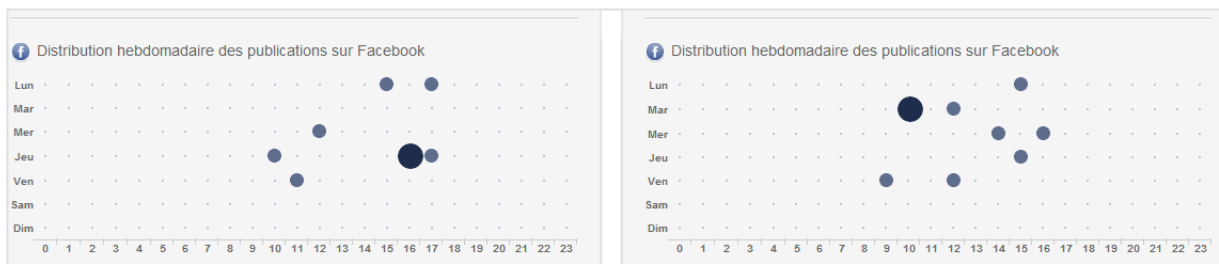 Distribution hebdomadaire des publications sur Facebook
Lun
Mar
Mer
Jeu
Ven
Sam
Dim
0 1 2 3 4 5 6 7 8 9 10 11 12 13 14 15 16 17 18 19 20 21 22 23
Distribution hebdomadaire des publications sur Facebook
Lun
Mar
Mer
Jeu
Ven
Sam
Dim
0 1 2 3 4 5 6 7 8 9 10 11 12 13 14 15 16 17 18 19 20 21 22 23